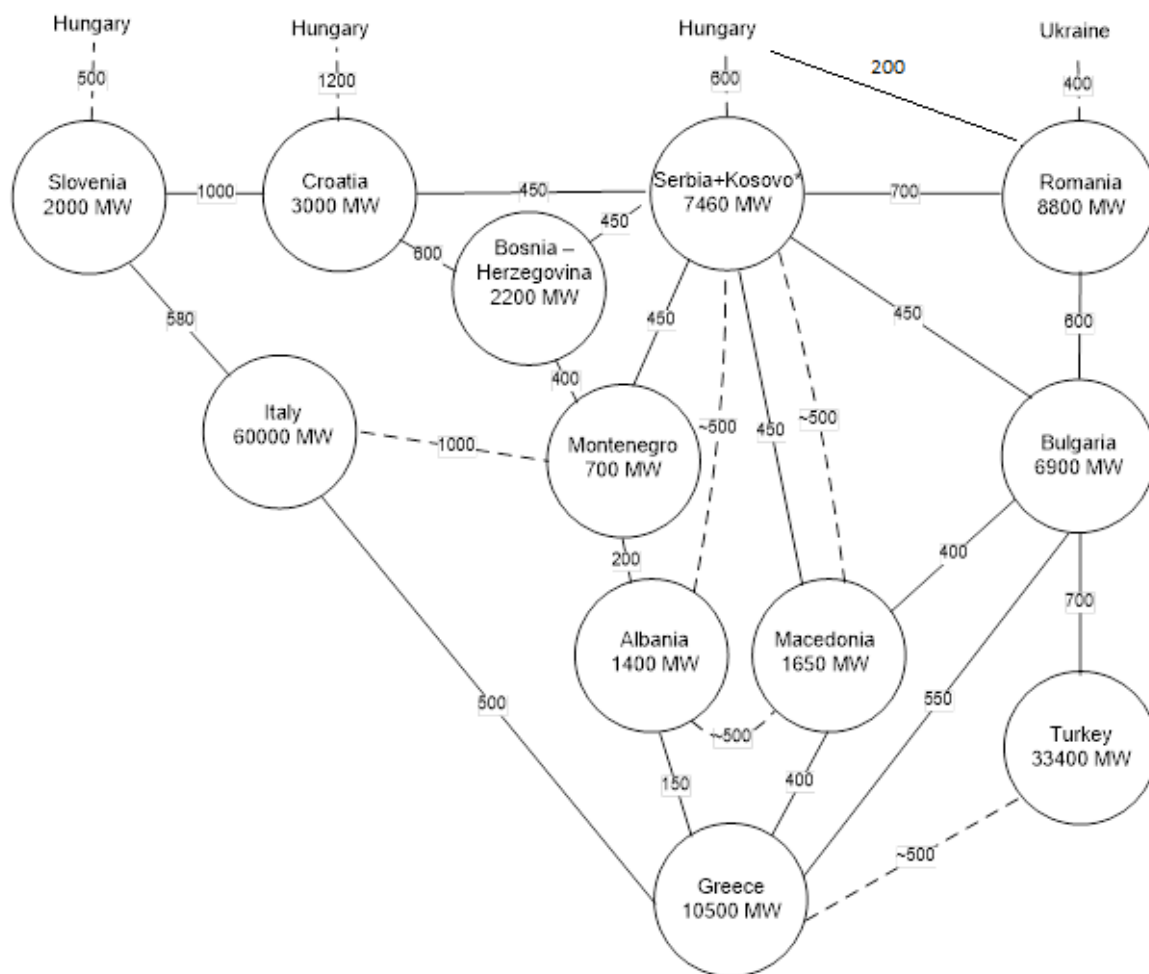 Hungary
Hungary
Hungary
Ukraine
200
500
1200
600
400
Slovenia
2000 MW
1000
Croatia
3000 MW
450
Serbia+Kosovo*
7460 MW
700
Romania
8800 MW
450
600
Bosnia –
Herzegovina
2200 MW
580
450
450
600
400
Italy
60000 MW
1000
Montenegro
700 MW
~500
450
~500
Bulgaria
6900 MW
200
400
700
Albania
1400 MW
Macedonia
1650 MW
500
~500
550
Turkey
33400 MW
150
400
~500
Greece
10500 MW